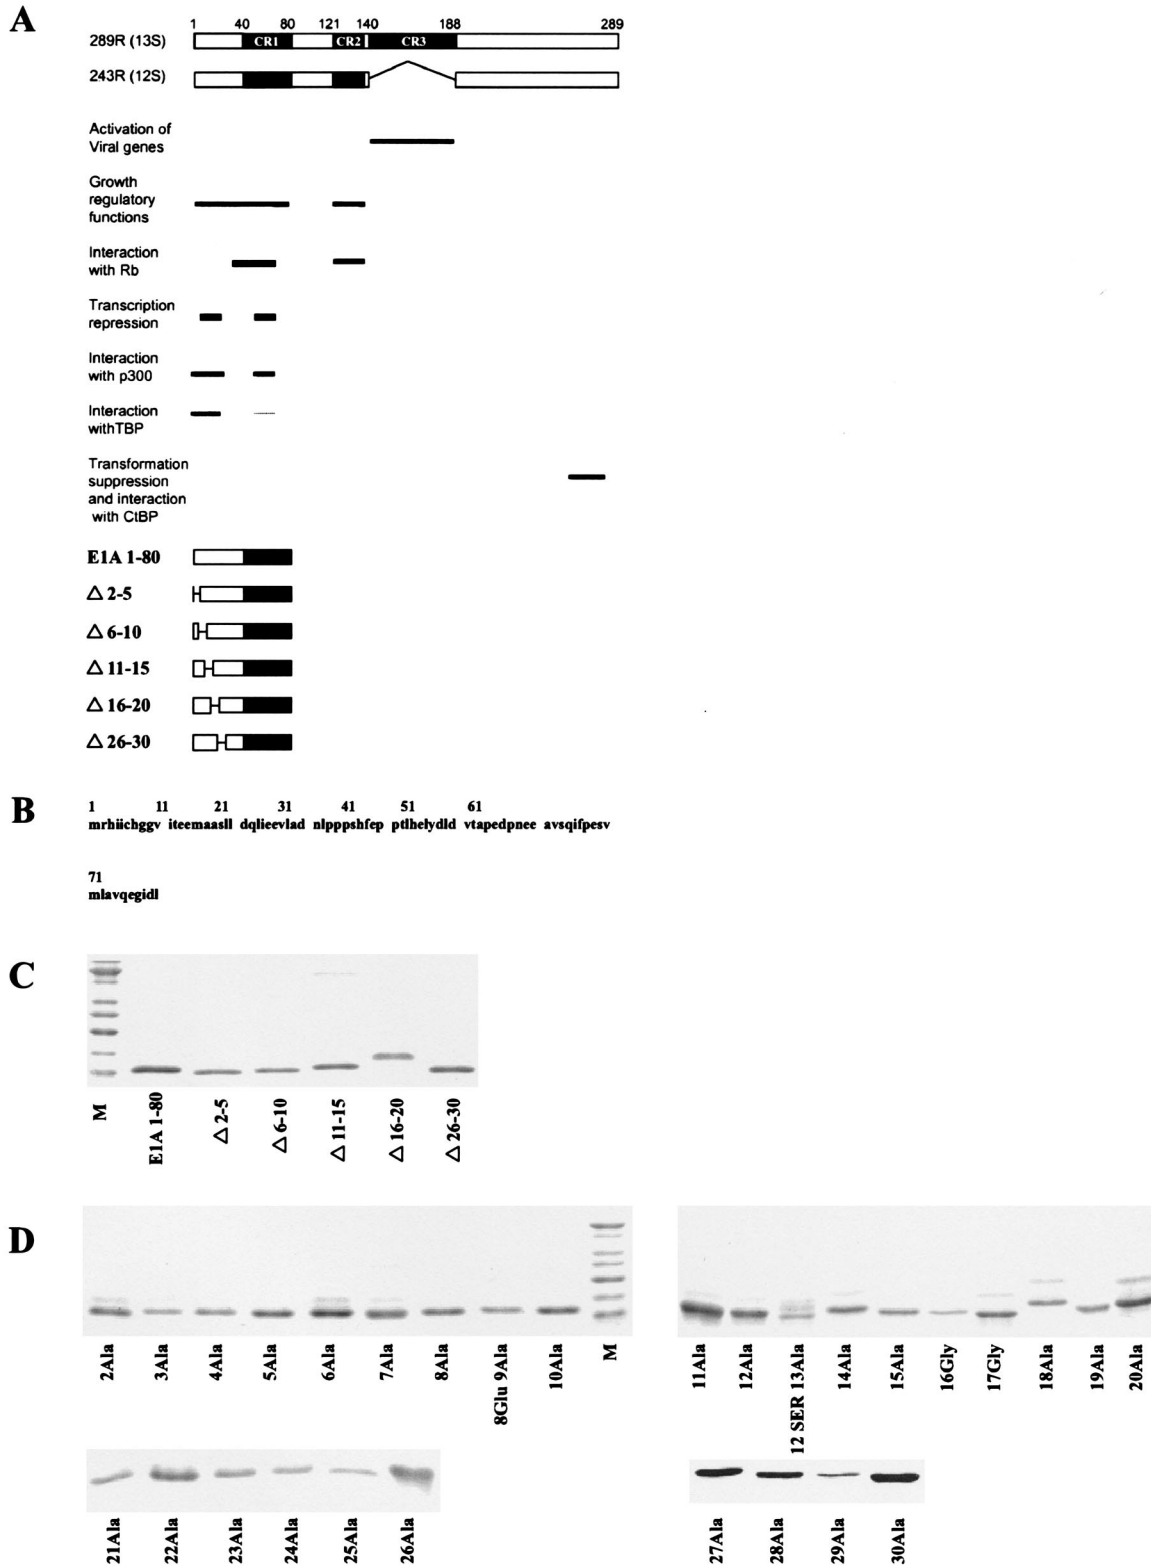 A
1 40 80 121 140 188 289
289R (13S) CR1 CR2 CR3
243R (12S)
Activation of
Viral genes
Growth
regulatory
functions
Interaction
with Rb
Transcription
repression
Interaction
with p300
Interaction
withTBP
Transformation
suppression
and interaction
with CtBP
E1A 1-80
△ 2-5
△ 6-10
△ 11-15
△ 16-20
△ 26-30
B
1 11 21 31 41 51 61
mrhiichggv iteemaasll dqlieevlad nlpppshfep ptlhelydld vtapedpnee avsqifpesv
71
mlavqegidl
C
M E1A 1-80 △ 2-5 △ 6-10 △ 11-15 △ 16-20 △ 26-30
D
2Ala 3Ala 4Ala 5Ala 6Ala 7Ala 8Ala 8Glu 9Ala 10Ala M
11Ala 12Ala 12 SER 13Ala 14Ala 15Ala 16Gly 17Gly 18Ala 19Ala 20Ala
21Ala 22Ala 23Ala 24Ala 25Ala 26Ala
27Ala 28Ala 29Ala 30Ala